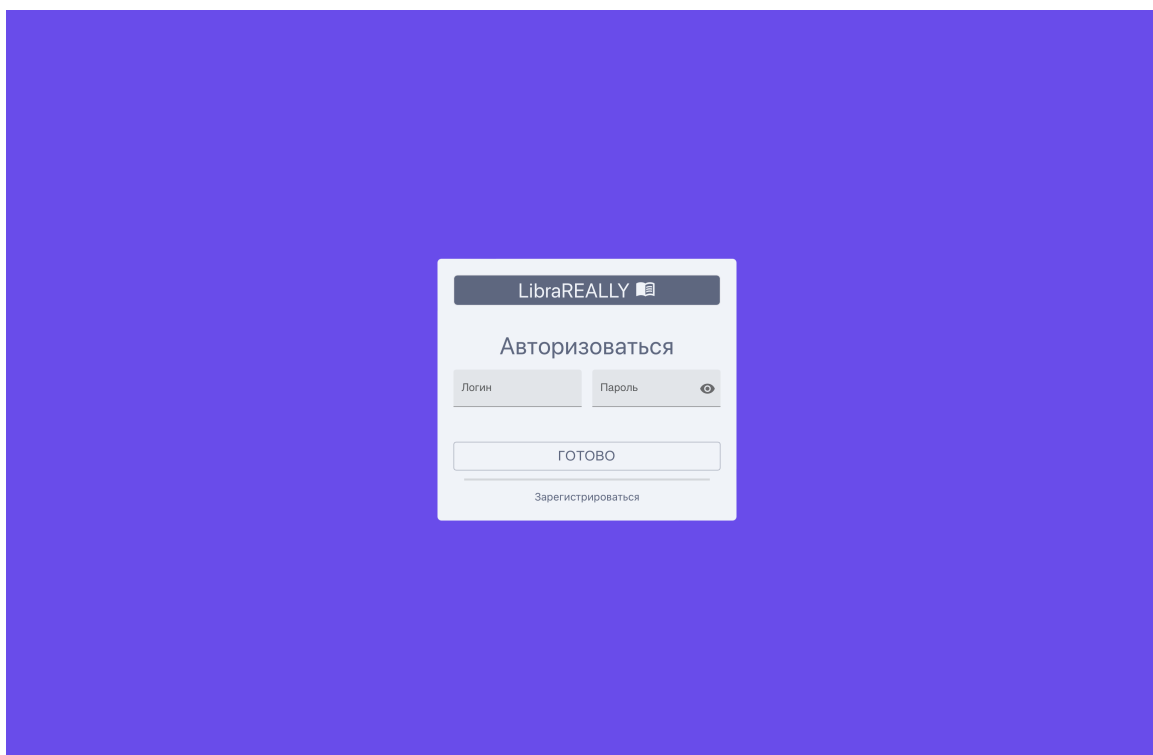 LibraREALLY
Авторизоваться
Логин
Пароль
ГОТОВО
Зарегистрироваться